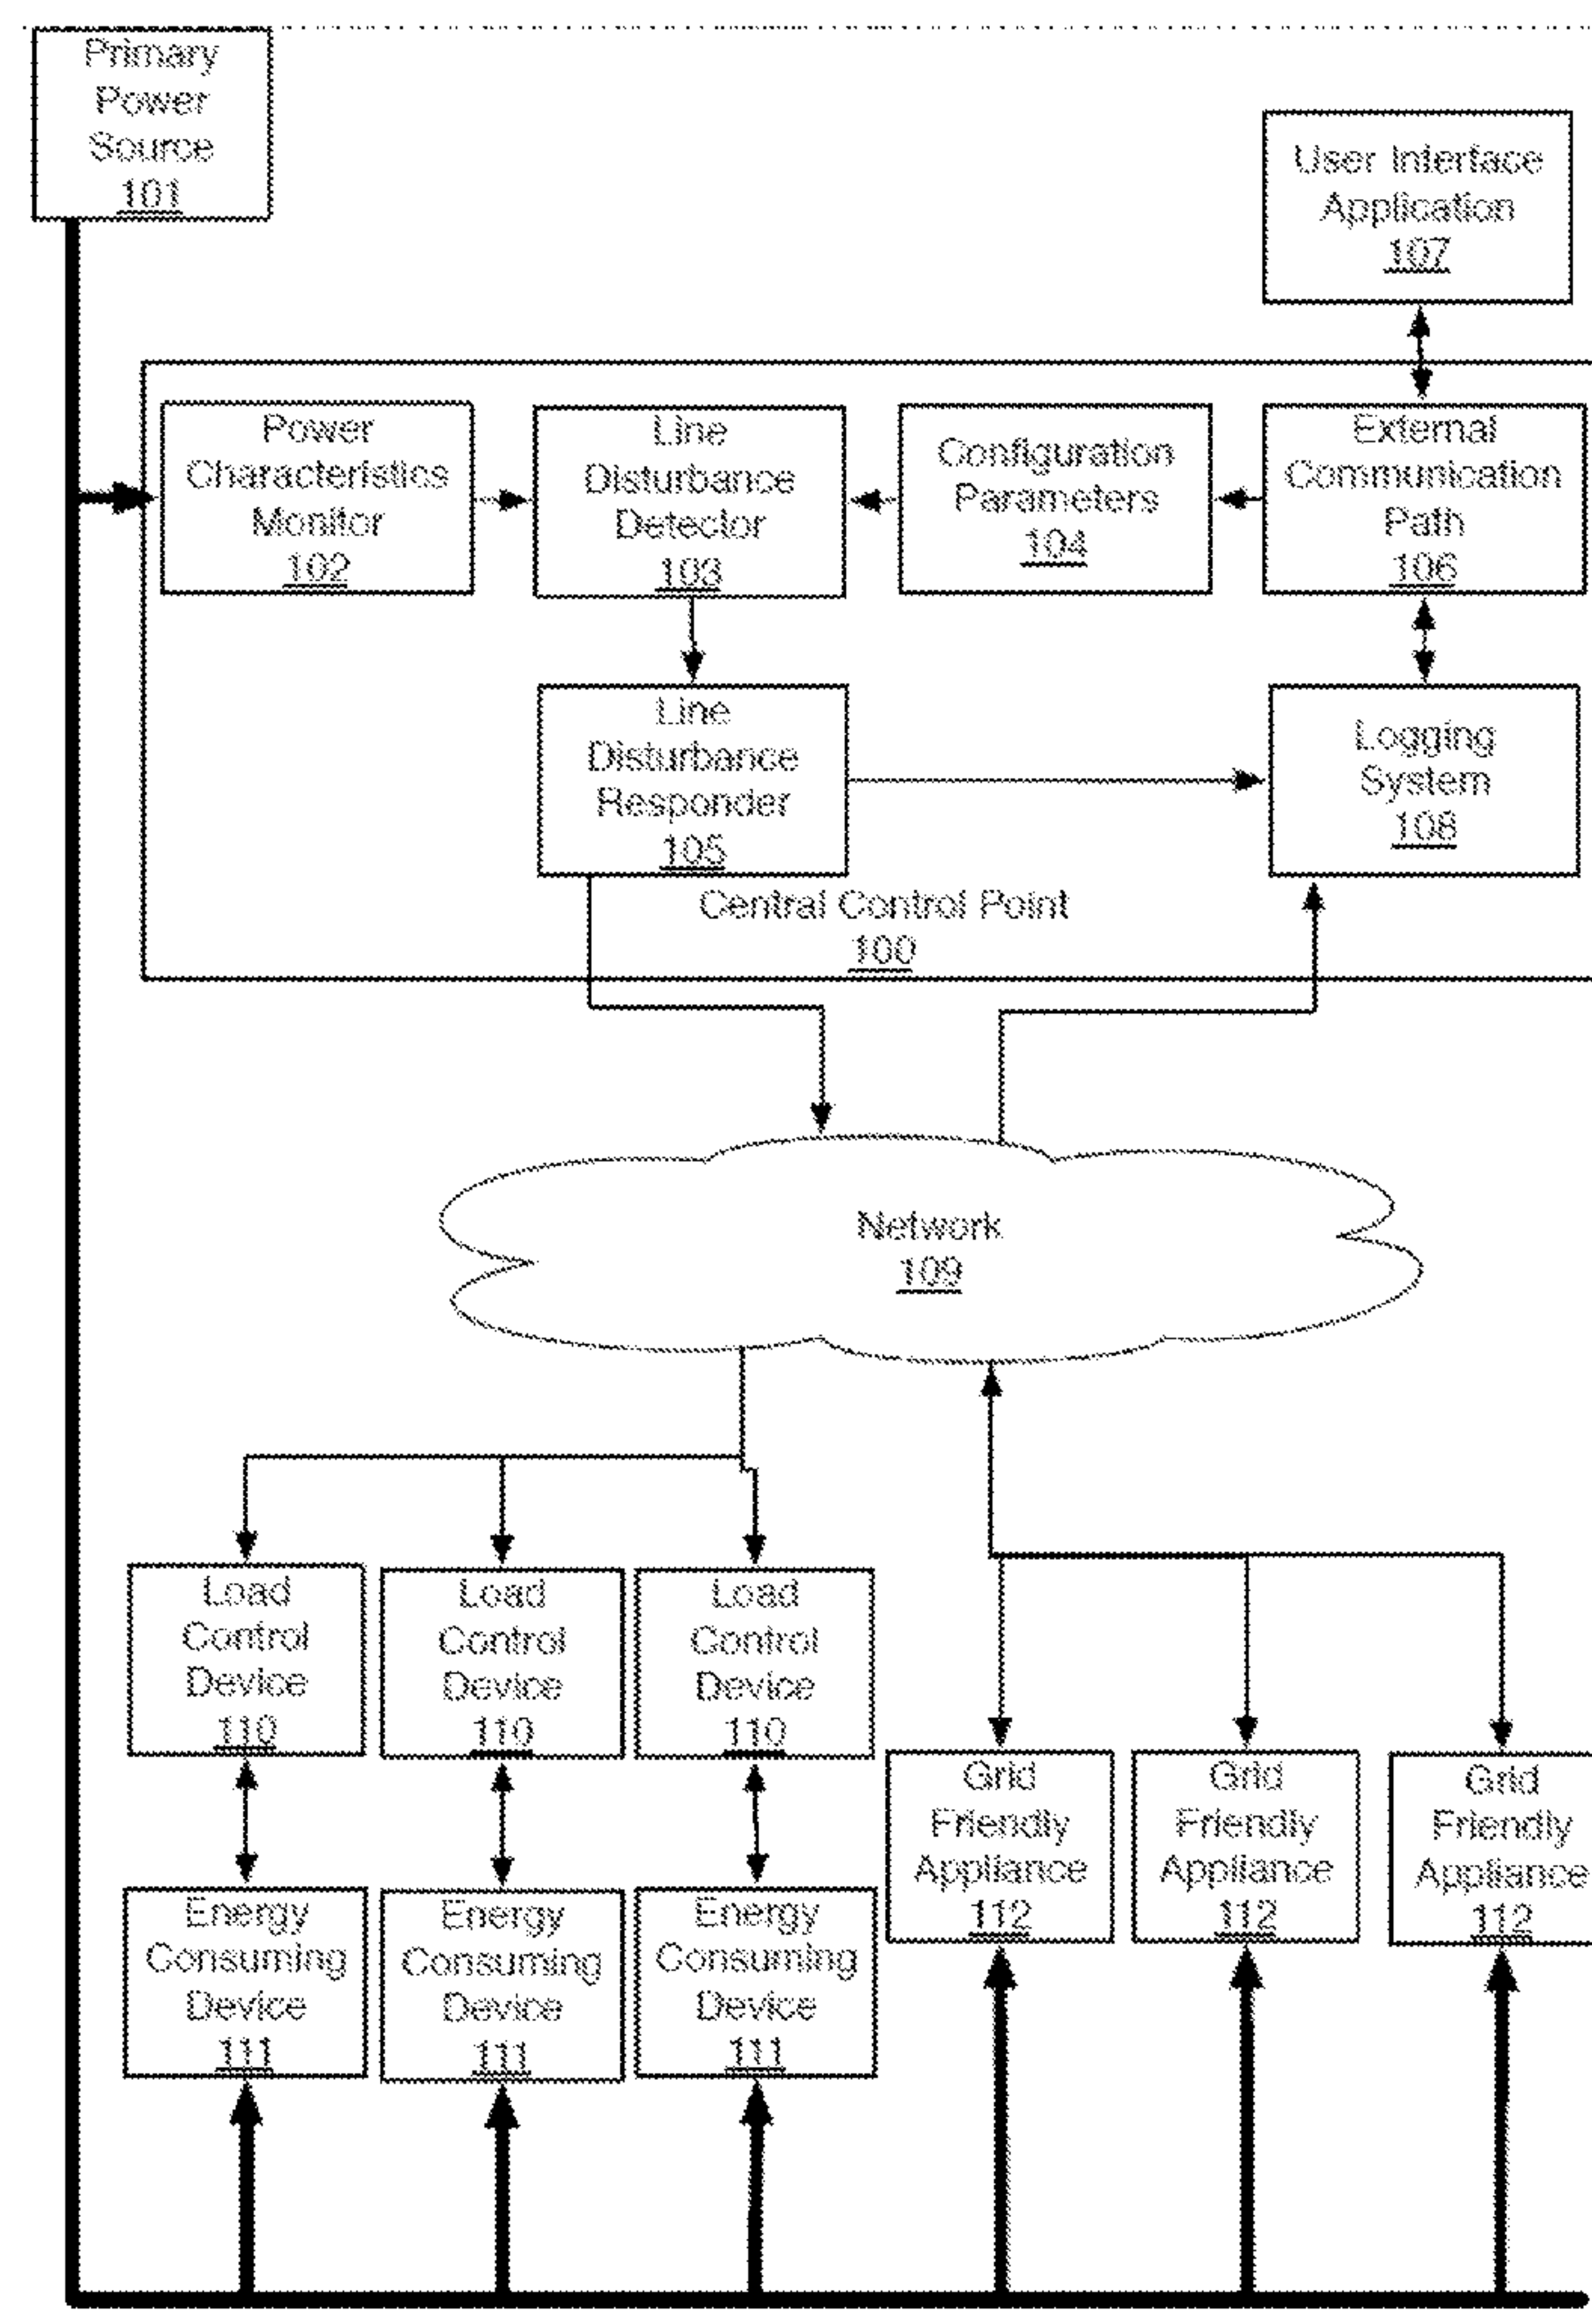 Primary
Power
Source
101
User Interface
Application
107
Power
Characteristics
Monitor
102
Line
Disturbance
Detector
103
Configuration
Parameters
104
External
Communication
Path
106
Line
Disturbance
Responder
105
Logging
System
108
Central Control Point
100
Network
109
Load
Control
Device
110
Load
Control
Device
110
Load
Control
Device
110
Grid
Friendly
Appliance
112
Grid
Friendly
Appliance
112
Grid
Friendly
Appliance
112
Energy
Consuming
Device
111
Energy
Consuming
Device
111
Energy
Consuming
Device
111